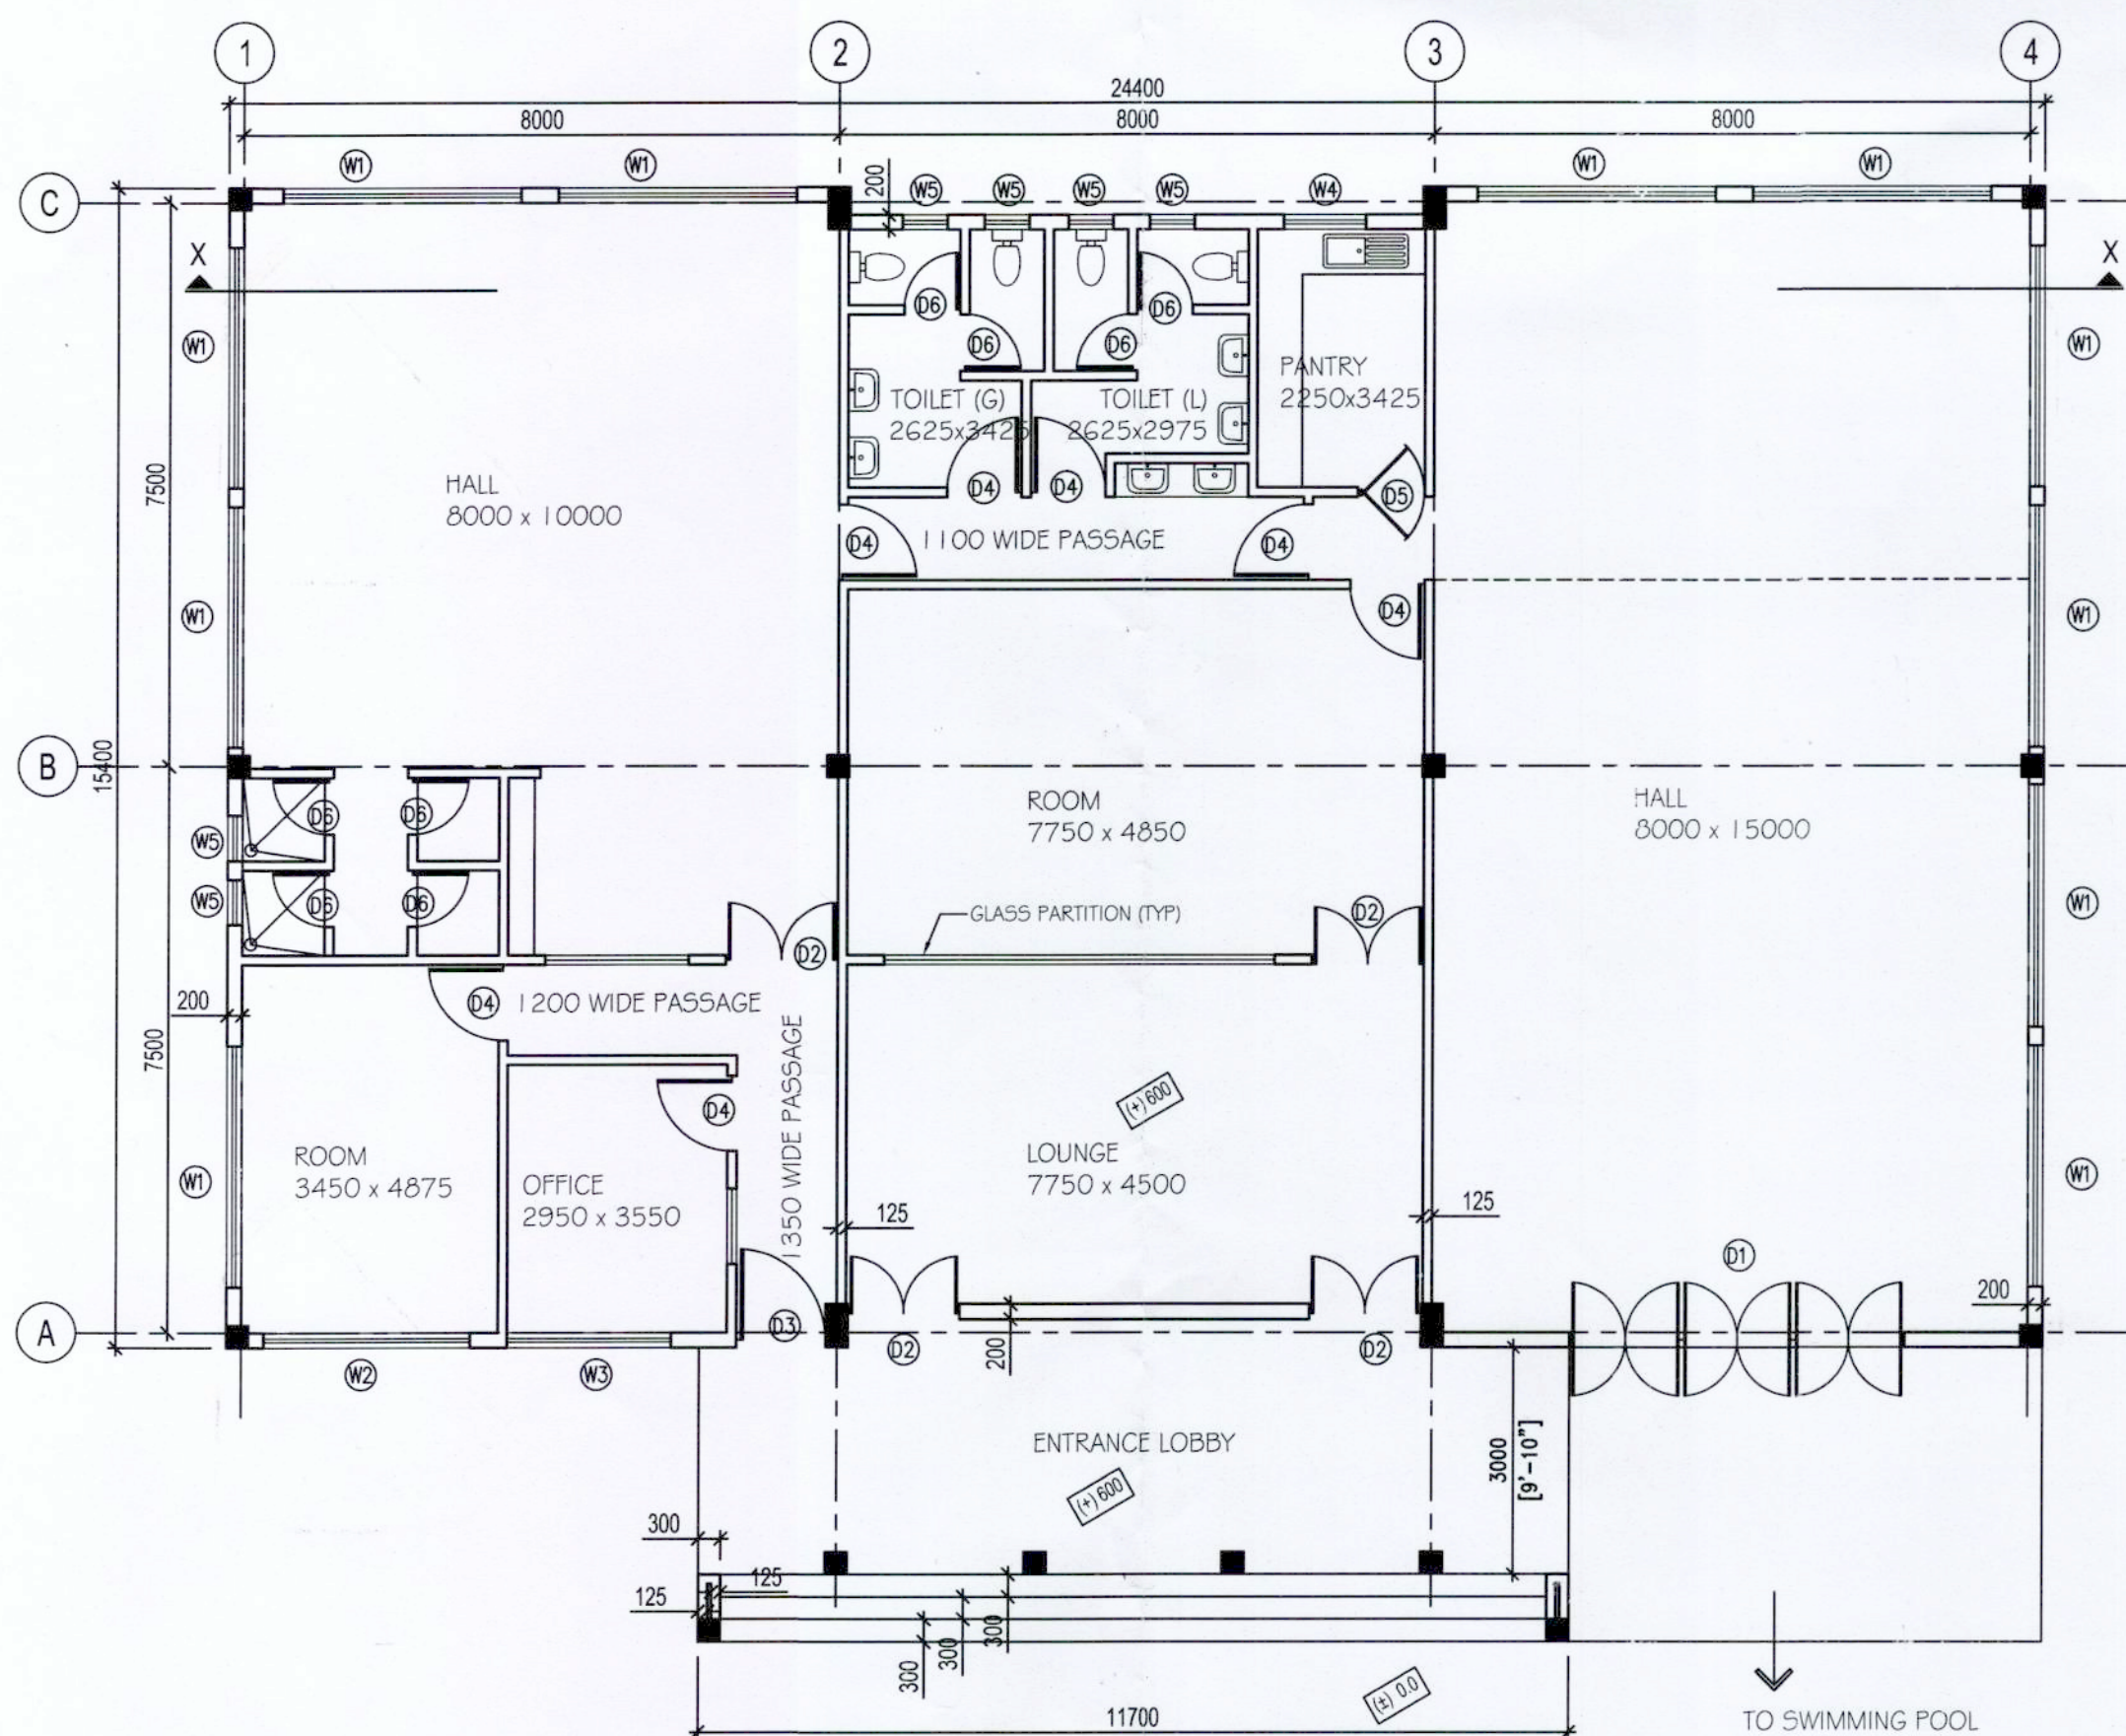 1 2 3 4
24400
8000 8000 8000
W1 W1 W1 W1
200 W5 W5 W5 W5 W4
C
X X
D6 D6
W1 D6 D6 W1
PANTRY
2250x3425
TOILET (G) TOILET (L)
2625x3425 2625x2975
7500
HALL
8000 x 10000
D4 D4 D5
D4 1100 WIDE PASSAGE D4
W1 D4 W1
B
15400
D6 D6
W5
ROOM
7750 x 4850
HALL
8000 x 15000
W5 D6 D6 W1
GLASS PARTITION (TYP) D2
D2
200
D4 1200 WIDE PASSAGE
7500
1350 WIDE PASSAGE
D4
(+)600
ROOM
3450 x 4875
W1
OFFICE
2950 x 3550
LOUNGE
7750 x 4500
W1
125 125
D1
200
A
D3 D2 200 D2
W2 W3
ENTRANCE LOBBY
3000
[9'-10"]
(+)600
300
125
125
300
300
300
(±) 0.0
11700
TO SWIMMING POOL